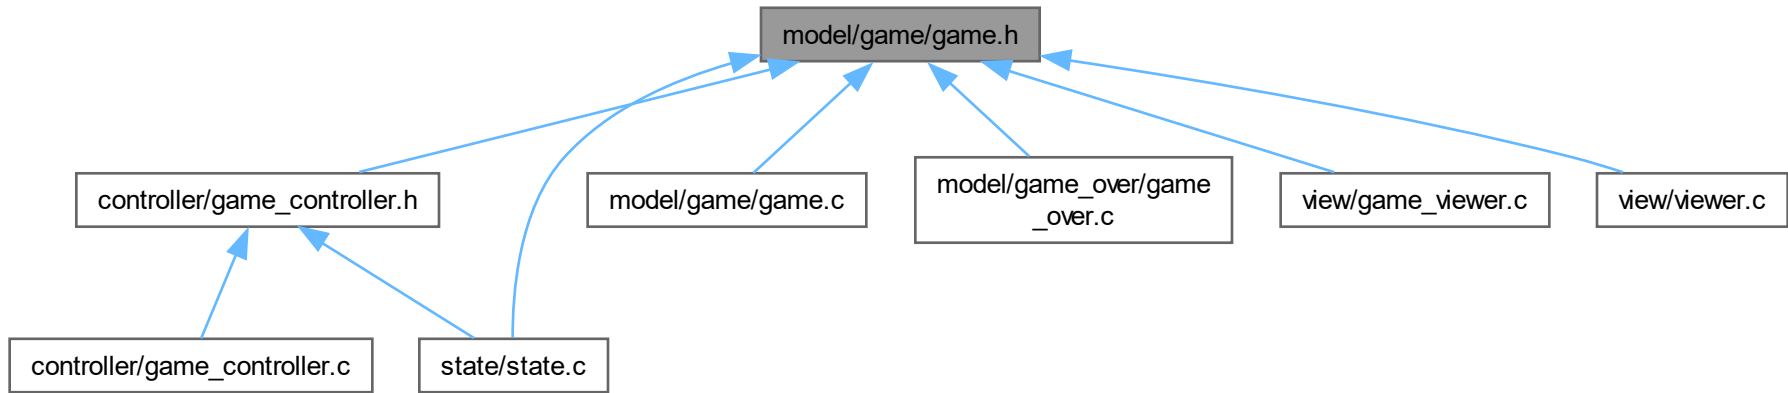 model/game/game.h
controller/game_controller.h
model/game/game.c
model/game_over/game
_over.c
view/game_viewer.c
view/viewer.c
controller/game_controller.c
state/state.c